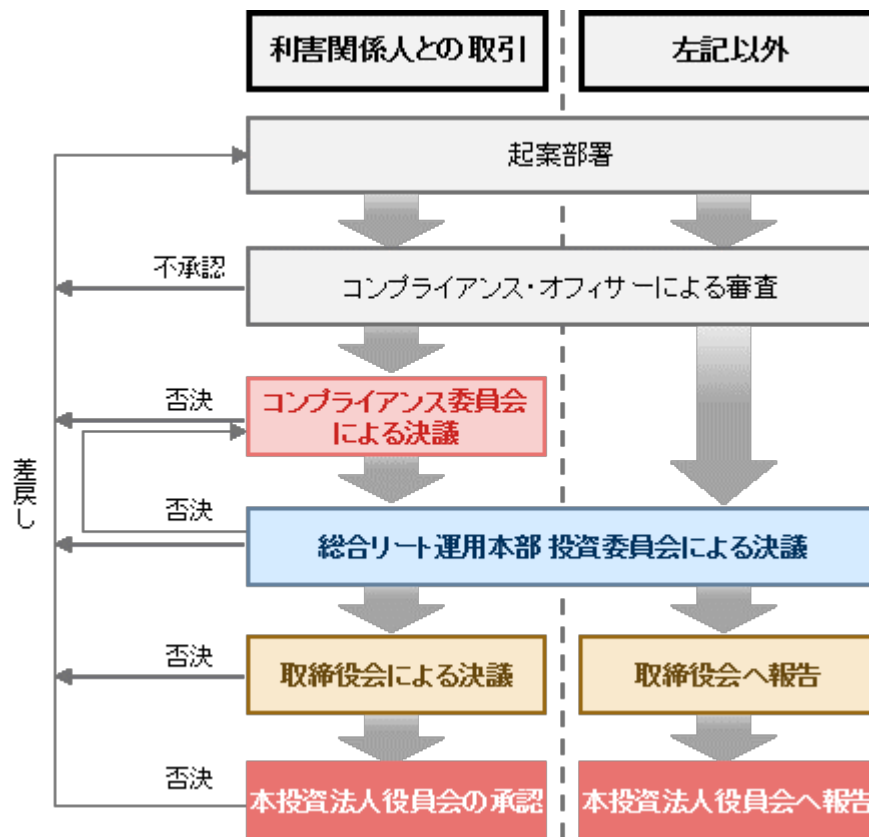 利害関係人との取引
左記以外
起案部署
不承認
コンプライアンス・オフィサーによる審査
否決
コンプライアンス委員会
による決議
差戻し
否決
総合リート運用本部 投資委員会による決議
否決
取締役会による決議
取締役会へ報告
否決
本投資法人役員会の承認
本投資法人役員会へ報告